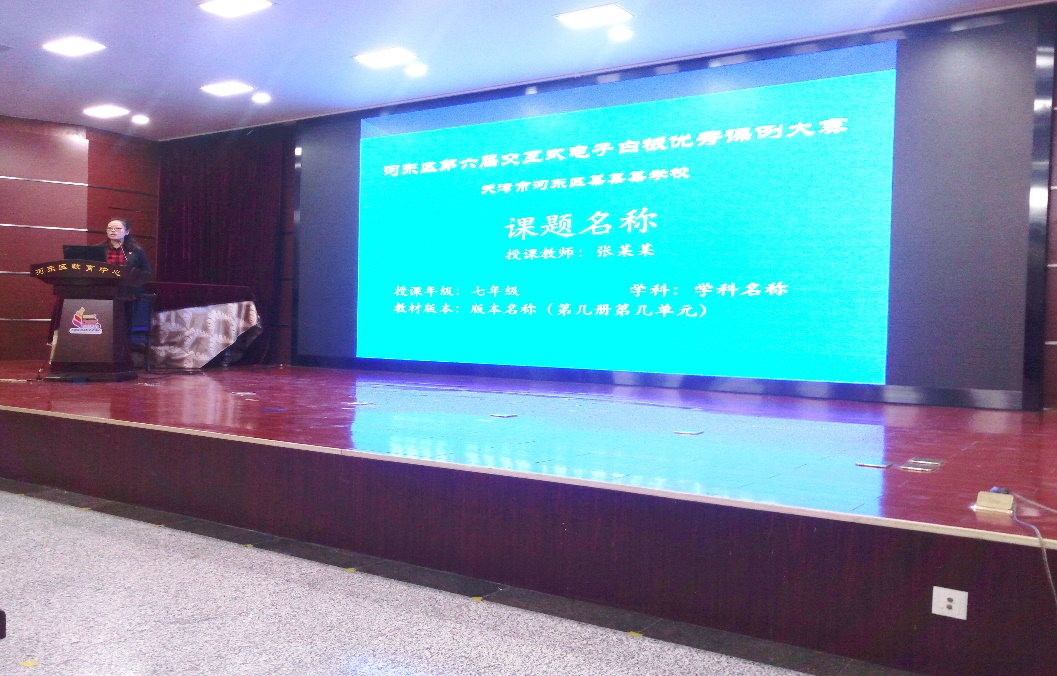 河东区第六届交互式电子白板优秀课例大赛
天津市河东区某某某学校
课题名称
授课教师：张某某
授课年级：七年级 学科：学科名称
教材版本：版本名称（第几册第几单元）
河东区教育中心